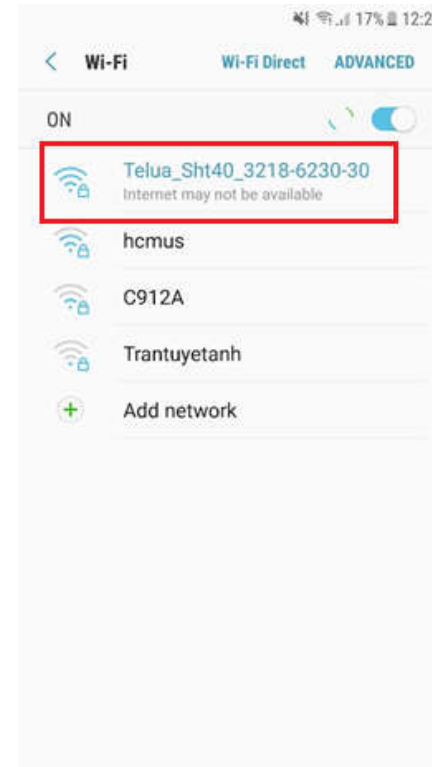 17% 12:2
Wi-Fi Wi-Fi Direct ADVANCED
ON
Telua_Sht40_3218-6230-30
Internet may not be available
hcmus
C912A
Trantuyetanh
Add network